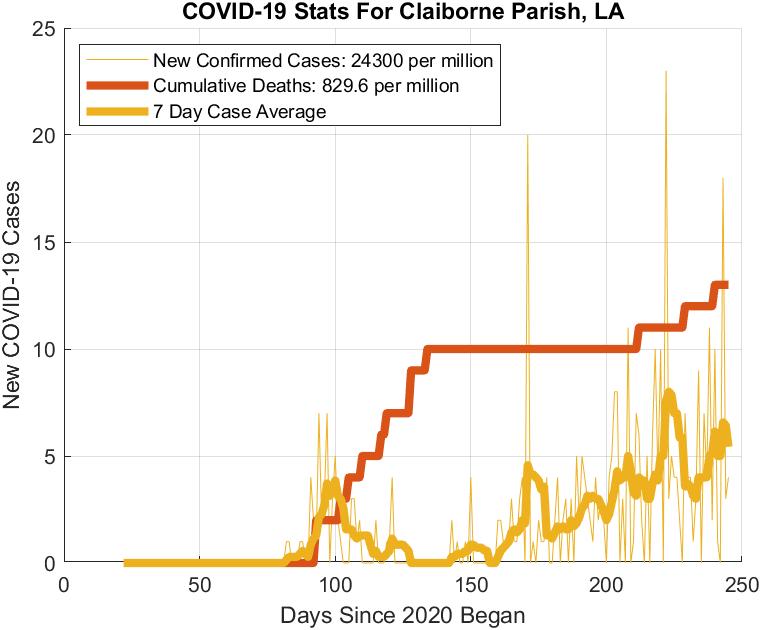 COVID-19 Stats For Claiborne Parish, LA
New Confirmed Cases: 24300 per million
Cumulative Deaths: 829.6 per million
7 Day Case Average
25
20
15
10
5
0
New COVID-19 Cases
0 50 100 150 200 250
Days Since 2020 Began